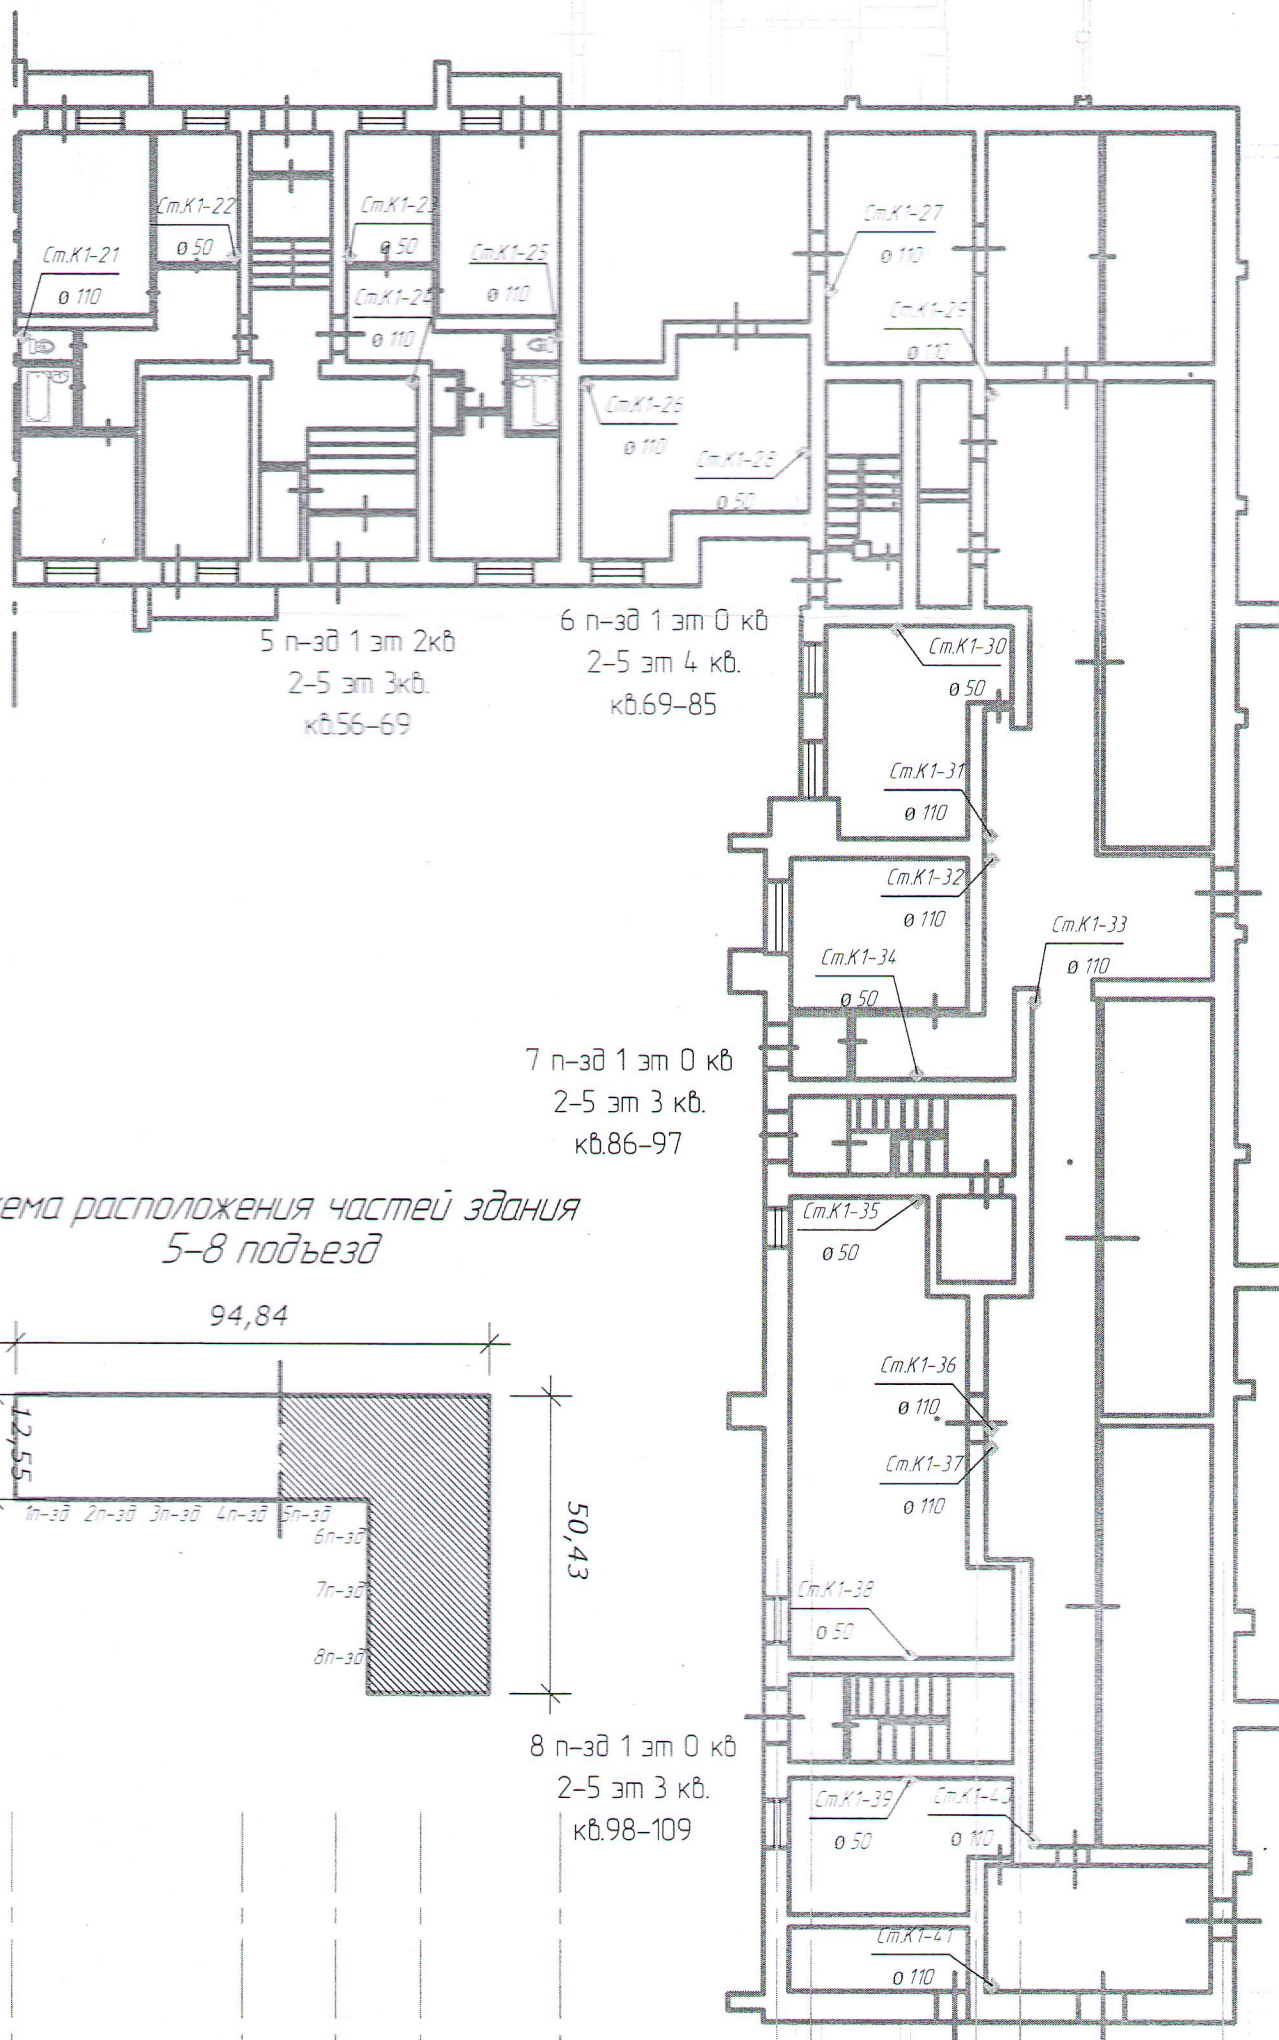 Ст.К1-21
ø 110
Ст.К1-22
ø 50
Ст.К1-23
ø 50
Ст.К1-24
ø 110
Ст.К1-25
ø 110
Ст.К1-26
ø 110
Ст.К1-27
ø 110
Ст.К1-28
ø 50
Ст.К1-29
ø 110
5 п-зд 1 эт 2кв
2-5 эт 3кв.
кв.56-69
6 п-зд 1 эт 0 кв
2-5 эт 4 кв.
кв.69-85
Ст.К1-30
ø 50
Ст.К1-31
ø 110
Ст.К1-32
ø 110
Ст.К1-33
ø 110
Ст.К1-34
ø 50
7 п-зд 1 эт 0 кв
2-5 эт 3 кв.
кв.86-97
ема расположения частей здания
5-8 подъезд
94,84
12,55
50,43
1п-зд 2п-зд 3п-зд 4п-зд 5п-зд
6п-зд
7п-зд
8п-зд
Ст.К1-35
ø 50
Ст.К1-36
ø 110
Ст.К1-37
ø 110
Ст.К1-38
ø 50
8 п-зд 1 эт 0 кв
2-5 эт 3 кв.
кв.98-109
Ст.К1-39
ø 50
Ст.К1-40
ø 110
Ст.К1-41
ø 110